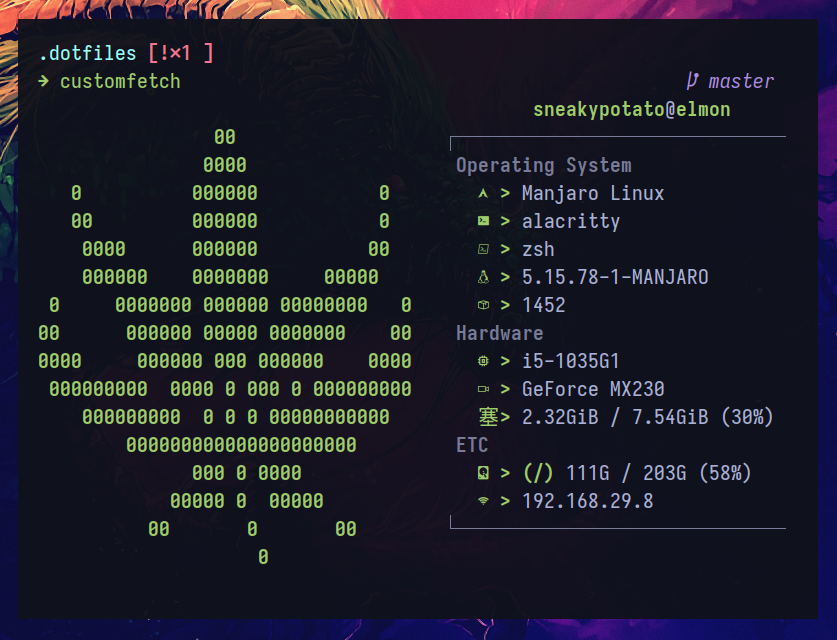 .dotfiles [!×1 ]
➜ customfetch
master
sneakypotato@elmon
00
0000
0 000000 0
00 000000 0
0000 000000 00
000000 0000000 00000
0 0000000 000000 00000000 0
00 000000 00000 0000000 00
0000 000000 000 000000 0000
000000000 0000 0 000 0 000000000
000000000 0 0 0 00000000000
000000000000000000000
000 0 0000
00000 0 00000
00 0 00
0
Operating System
> Manjaro Linux
> alacritty
> zsh
> 5.15.78-1-MANJARO
> 1452
Hardware
> i5-1035G1
> GeForce MX230
塞> 2.32GiB / 7.54GiB (30%)
ETC
> (/) 111G / 203G (58%)
> 192.168.29.8